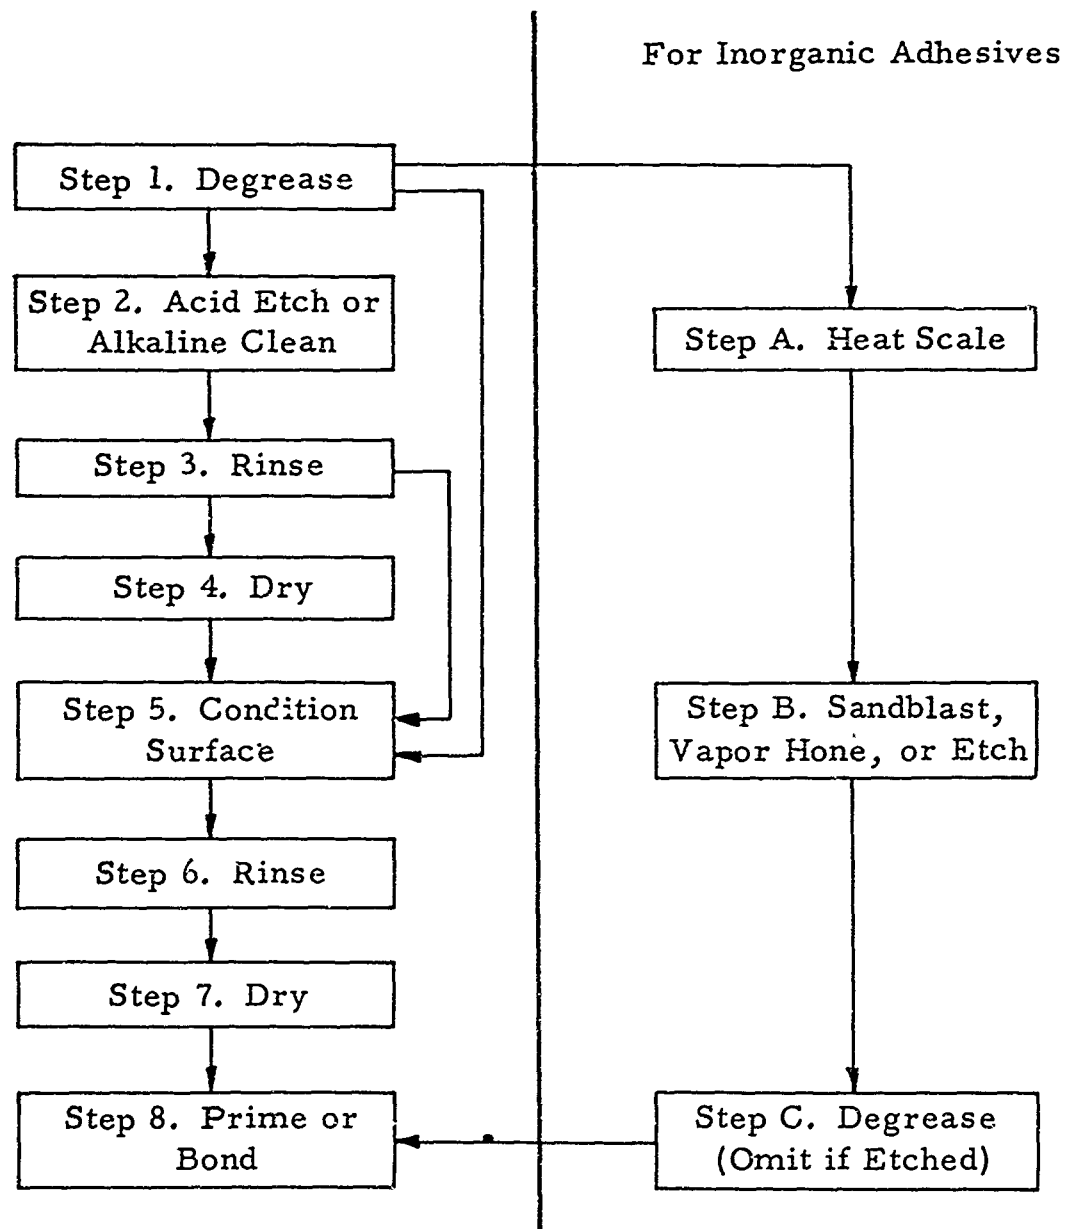 For Inorganic Adhesives
Step 1. Degrease
Step 2. Acid Etch or
Alkaline Clean
Step 3. Rinse
Step 4. Dry
Step 5. Condition
Surface
Step 6. Rinse
Step 7. Dry
Step 8. Prime or
Bond
Step A. Heat Scale
Step B. Sandblast,
Vapor Hone, or Etch
Step C. Degrease
(Omit if Etched)